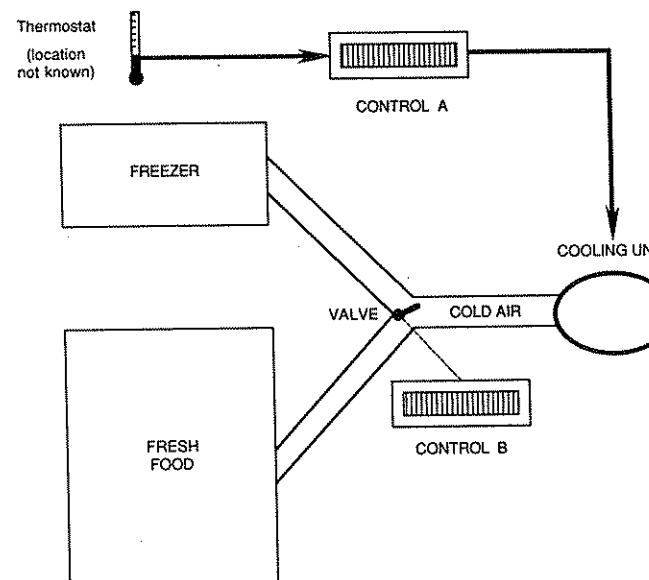 Thermostat
(location
not known)
CONTROL A
FREEZER
COOLING UN
VALVE
COLD AIR
FRESH
FOOD
CONTROL B